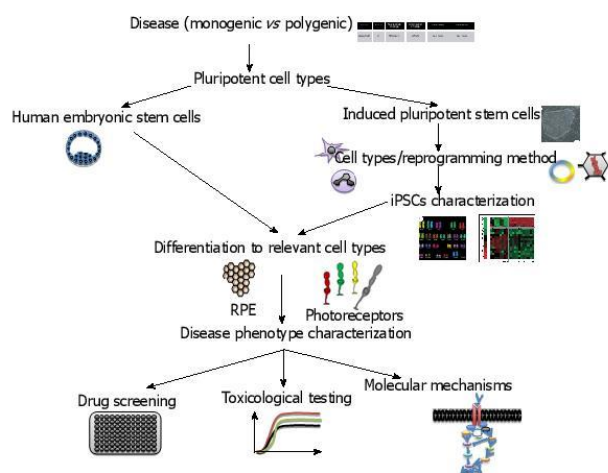 Disease (monogenic vs polygenic)
Pluripotent cell types
Human embryonic stem cells
Induced pluripotent stem cells
Cell types/reprogramming method
iPSCs characterization
Differentiation to relevant cell types
RPE
Photoreceptors
Disease phenotype characterization
Drug screening
Toxicological testing
Molecular mechanisms